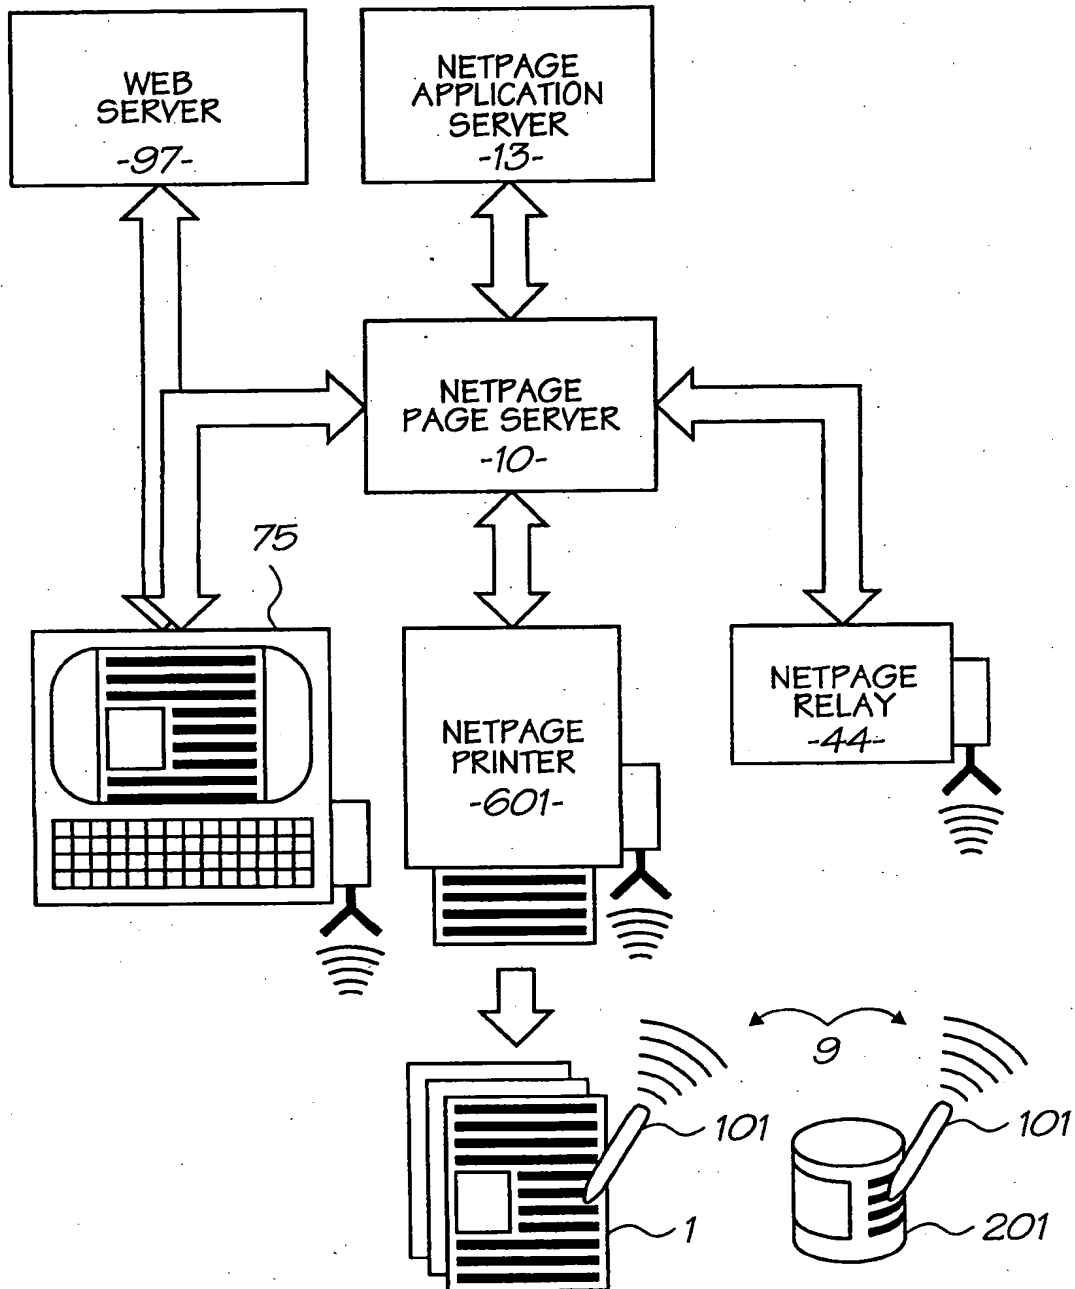 WEB
SERVER
-97-
NETPAGE
APPLICATION
SERVER
-13-
NETPAGE
PAGE SERVER
-10-
75
NETPAGE
PRINTER
-601-
NETPAGE
RELAY
-44-
9
101
101
1
201